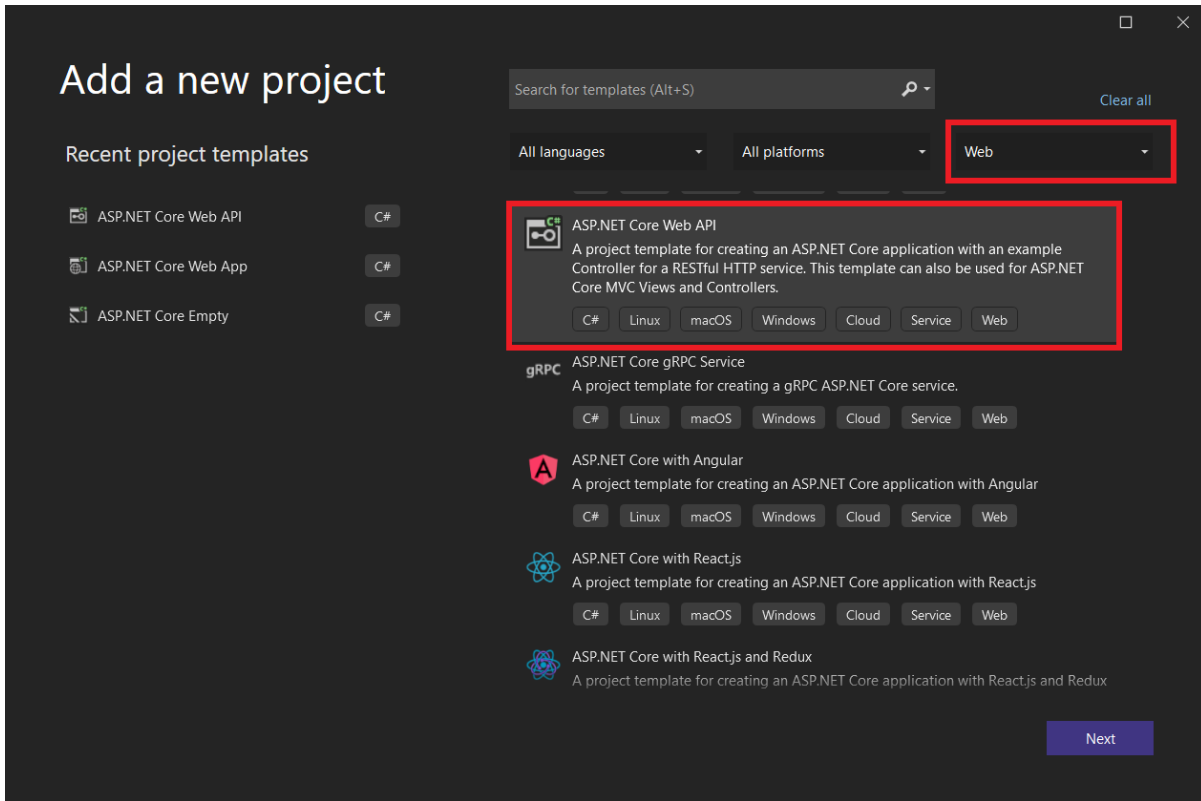 Add a new project
Search for templates (Alt+S)
Clear all
Recent project templates
All languages
All platforms
Web
ASP.NET Core Web API
C#
ASP.NET Core Web App
C#
ASP.NET Core Empty
C#
C#
ASP.NET Core Web API
A project template for creating an ASP.NET Core application with an example
Controller for a RESTful HTTP service. This template can also be used for ASP.NET
Core MVC Views and Controllers.
C# Linux macOS Windows Cloud Service Web
gRPC
ASP.NET Core gRPC Service
A project template for creating a gRPC ASP.NET Core service.
C# Linux macOS Windows Cloud Service Web
A
ASP.NET Core with Angular
A project template for creating an ASP.NET Core application with Angular
C# Linux macOS Windows Cloud Service Web
ASP.NET Core with React.js
A project template for creating an ASP.NET Core application with React.js
C# Linux macOS Windows Cloud Service Web
ASP.NET Core with React.js and Redux
A project template for creating an ASP.NET Core application with React.js and Redux
Next